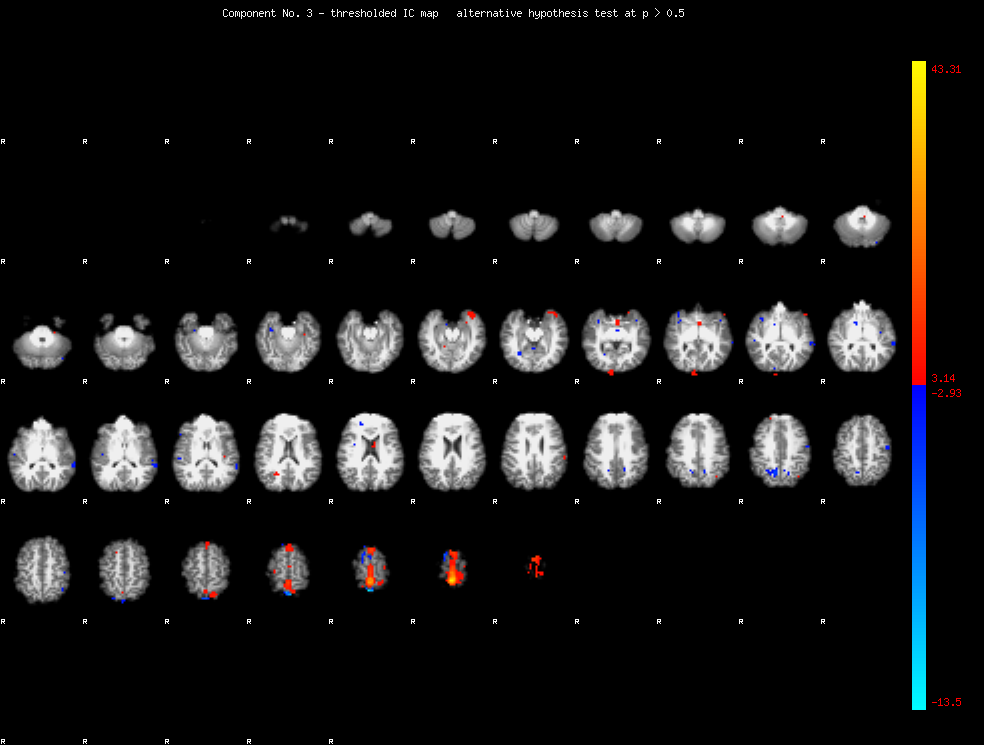 Component No. 3 - thresholded IC map   alternative hypothesis test at p > 0.5
43.31
R R R R R R R R R R R
R R R R R R R R R R R
3.14
R R R R R R R R R R R
-2.93
R R R R R R R R R R R
R R R R R R R R R R R
-13.5
R R R R R